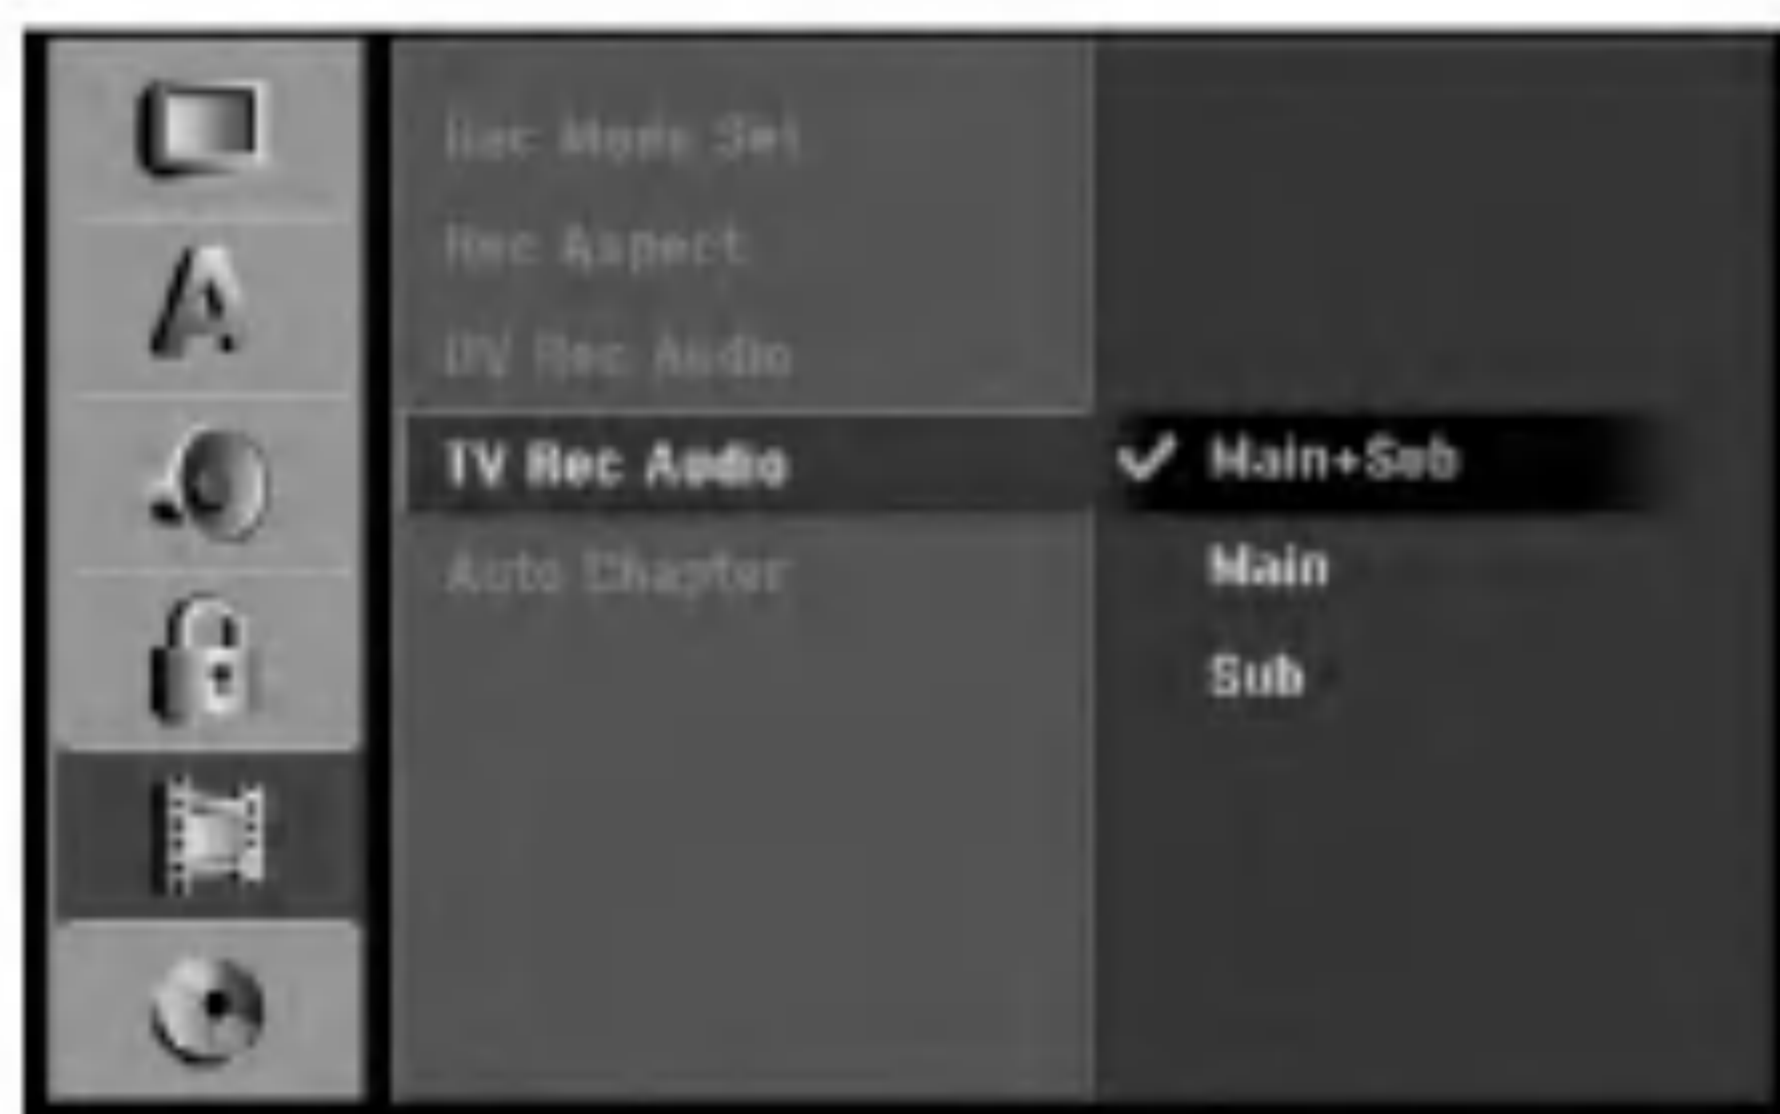 A
Rec Mode Set
Rec Aspect
DV Rec Audio
TV Rec Audio
Main+Sub
Auto Chapter
Main
Sub